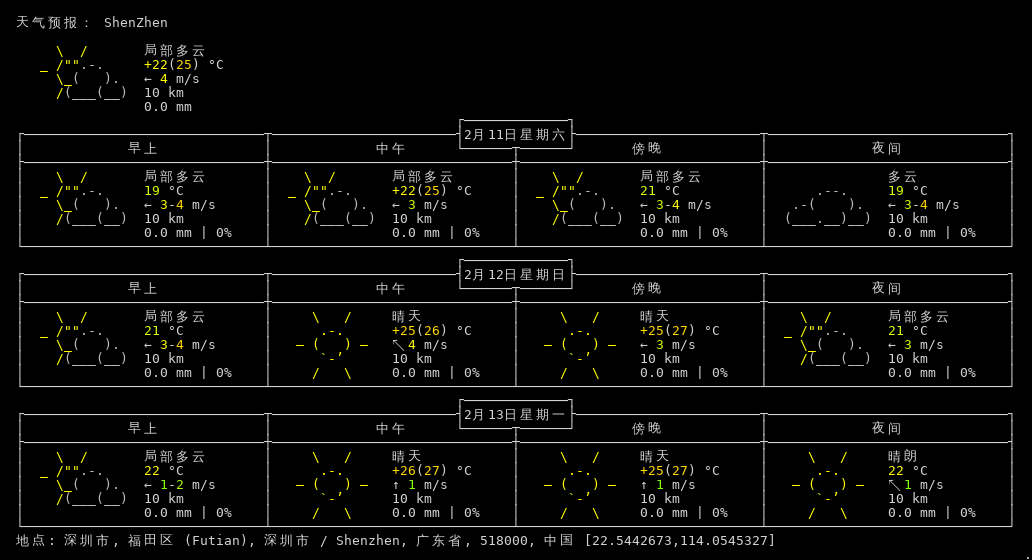 天气预报： ShenZhen
局部多云
+22(25) °C
← 4 m/s
10 km
0.0 mm
2月11日星期六
早上 中午 傍晚 夜间
局部多云 局部多云 局部多云 多云
19 °C +22(25) °C 21 °C 19 °C
← 3-4 m/s ← 3 m/s ← 3-4 m/s ← 3-4 m/s
10 km 10 km 10 km 10 km
0.0 mm | 0% 0.0 mm | 0% 0.0 mm | 0% 0.0 mm | 0%
2月12日星期日
早上 中午 傍晚 夜间
局部多云 晴天 晴天 局部多云
21 °C +25(26) °C +25(27) °C 21 °C
← 3-4 m/s ↖ 4 m/s ← 3 m/s ← 3 m/s
10 km 10 km 10 km 10 km
0.0 mm | 0% 0.0 mm | 0% 0.0 mm | 0% 0.0 mm | 0%
2月13日星期一
早上 中午 傍晚 夜间
局部多云 晴天 晴天 晴朗
22 °C +26(27) °C +25(27) °C 22 °C
← 1-2 m/s ↑ 1 m/s ↑ 1 m/s ↖ 1 m/s
10 km 10 km 10 km 10 km
0.0 mm | 0% 0.0 mm | 0% 0.0 mm | 0% 0.0 mm | 0%
地点: 深圳市, 福田区 (Futian), 深圳市 / Shenzhen, 广东省, 518000, 中国 [22.5442673,114.0545327]